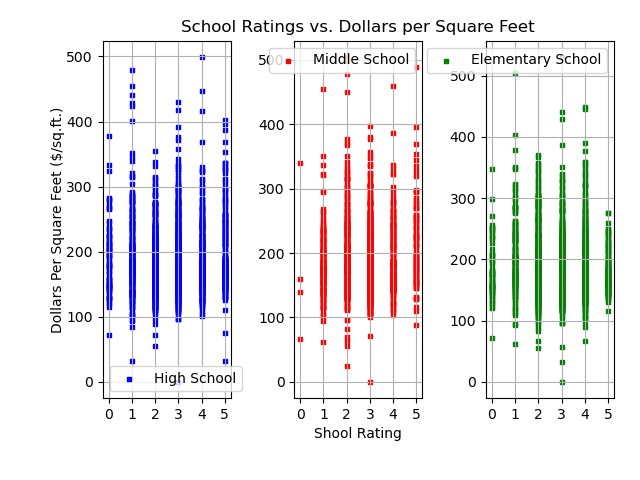 School Ratings vs. Dollars per Square Feet
Dollars Per Square Feet ($/sq.ft.)
500
400
300
200
100
0
0 1 2 3 4 5
High School
500
400
300
200
100
0
0 1 2 3 4 5
Middle School
Shool Rating
500
400
300
200
100
0
0 1 2 3 4 5
Elementary School